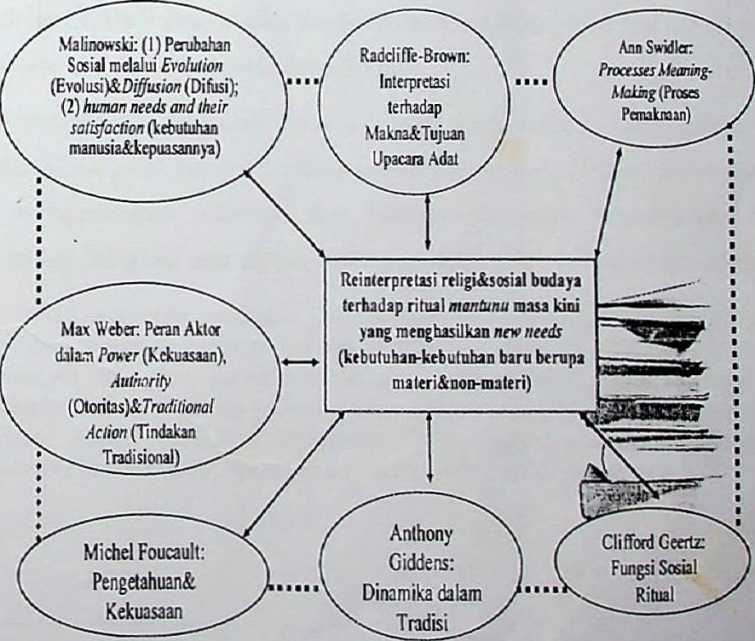 Malinowski: (1) Perubahan
Sosial melalui Evolution
(Evolusi)&Diffusion (Difusi);
(2) human needs and their
satisfaction (kebutuhan
manusia&kepuasannya)
Radcliffe-Brown:
Interpretasi
terhadap
Makna&Tujuan
Upacara Adat
Ann Swidler:
Processes Meaning-
Making (Proses
Pemaknaan)
Max Weber: Peran Aktor
dalam Power (Kekuasaan),
Authority
(Otoritas)&Traditional
Action (Tindakan
Tradisional)
Reinterpretasi religi&sosial budaya
terhadap ritual mantunu masa kini
yang menghasilkan new needs
(kebutuhan-kebutuhan baru berupa
materi&non-materi)
Michel Foucault:
Pengetahuan&
Kekuasaan
Anthony
Giddens:
Dinamika dalam
Tradisi
Clifford Geertz:
Fungsi Sosial
Ritual